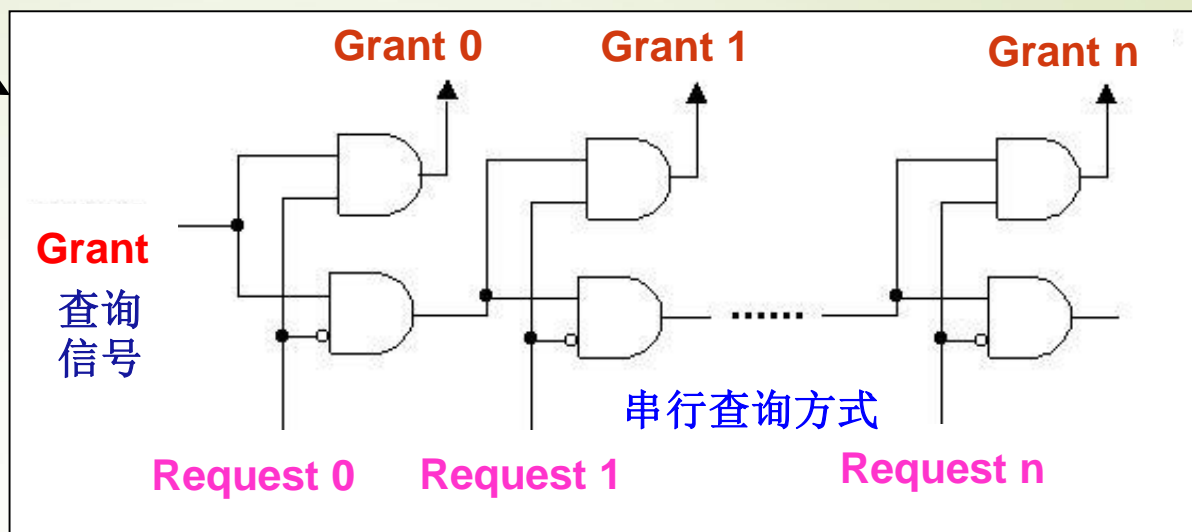 Grant 0
Grant 1
Grant n
Grant
查询
信号
......
串行查询方式
Request 0
Request 1
Request n